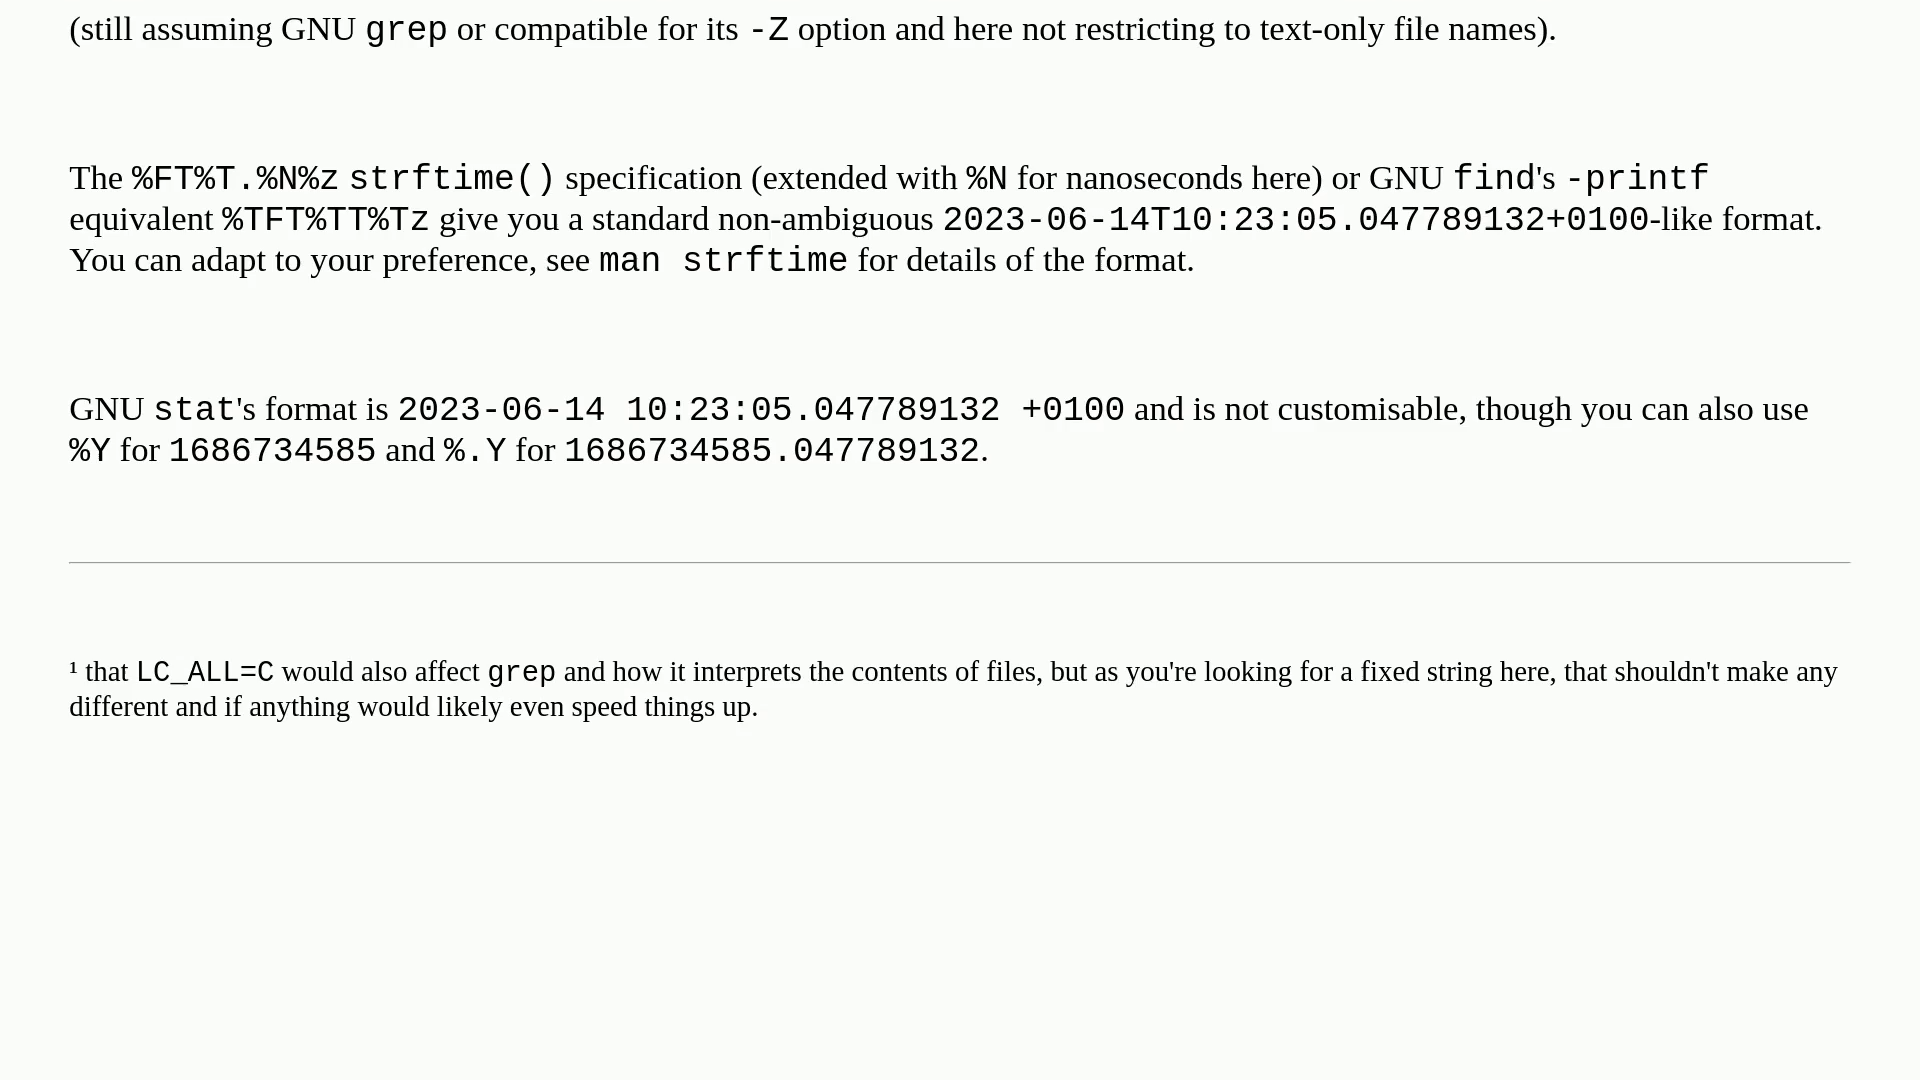 (still assuming GNU grep or compatible for its -Z option and here not restricting to text-only file names).
The %FT%T.%N%z strftime() specification (extended with %N for nanoseconds here) or GNU find's -printf
equivalent %TFT%TT%Tz give you a standard non-ambiguous 2023-06-14T10:23:05.047789132+0100-like format.
You can adapt to your preference, see man strftime for details of the format.
GNU stat's format is 2023-06-14 10:23:05.047789132 +0100 and is not customisable, though you can also use
%Y for 1686734585 and %.Y for 1686734585.047789132.
¹ that LC_ALL=C would also affect grep and how it interprets the contents of files, but as you're looking for a fixed string here, that shouldn't make any
different and if anything would likely even speed things up.